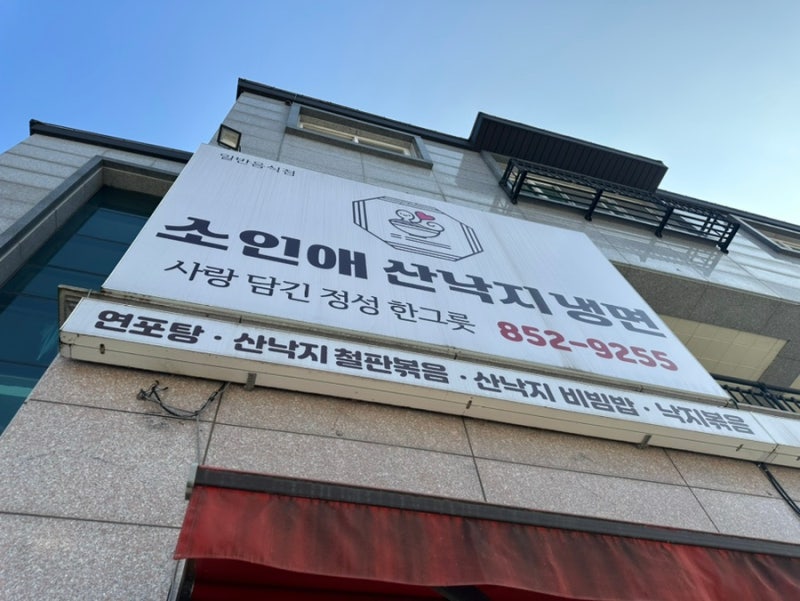 일반음식점
소인애 산낙지냉면
사랑 담긴 정성 한그릇
852-9255
연포탕 · 산낙지 철판볶음 · 산낙지 비빔밥 · 낙지볶음